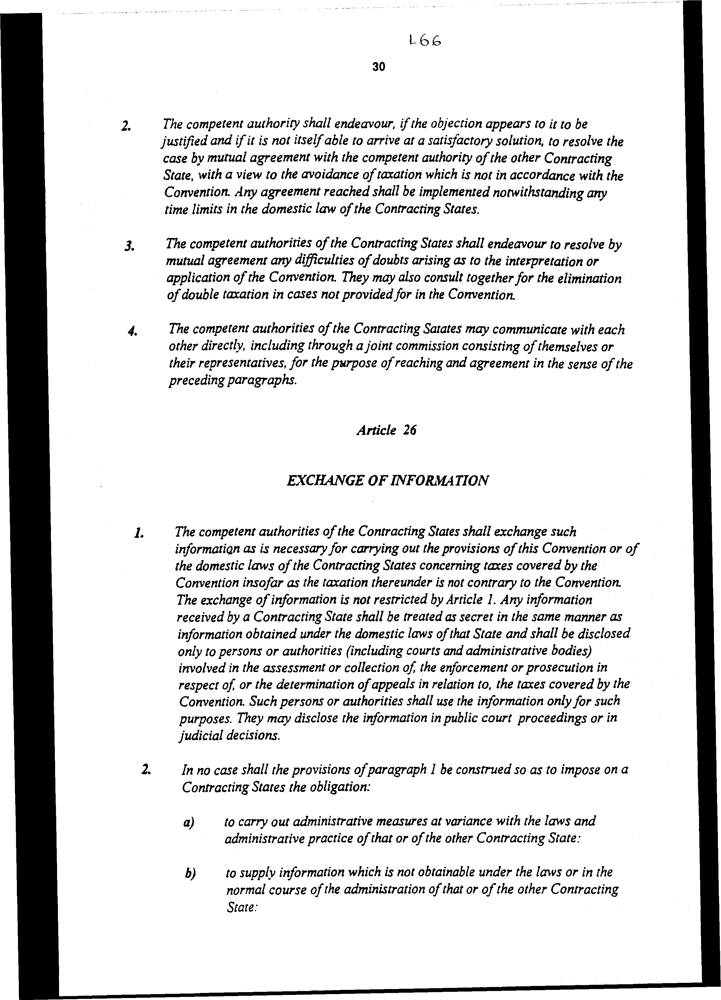 L66
30
2. The competent authority shall endeavour, if the objection appears to it to be
justified and if it is not itself able to arrive at a satisfactory solution, to resolve the
case by mutual agreement with the competent authority of the other Contracting
State, with a view to the avoidance of taxation which is not in accordance with the
Convention. Any agreement reached shall be implemented notwithstanding any
time limits in the domestic law of the Contracting States.
3. The competent authorities of the Contracting States shall endeavour to resolve by
mutual agreement any difficulties of doubts arising as to the interpretation or
application of the Convention. They may also consult together for the elimination
of double taxation in cases not provided for in the Convention.
4. The competent authorities of the Contracting Satates may communicate with each
other directly, including through a joint commission consisting of themselves or
their representatives, for the purpose of reaching and agreement in the sense of the
preceding paragraphs.
Article 26
EXCHANGE OF INFORMATION
1. The competent authorities of the Contracting States shall exchange such
information as is necessary for carrying out the provisions of this Convention or of
the domestic laws of the Contracting States concerning taxes covered by the
Convention insofar as the taxation thereunder is not contrary to the Convention.
The exchange of information is not restricted by Article 1. Any information
received by a Contracting State shall be treated as secret in the same manner as
information obtained under the domestic laws of that State and shall be disclosed
only to persons or authorities (including courts and administrative bodies)
involved in the assessment or collection of, the enforcement or prosecution in
respect of, or the determination of appeals in relation to, the taxes covered by the
Convention. Such persons or authorities shall use the information only for such
purposes. They may disclose the information in public court proceedings or in
judicial decisions.
2. In no case shall the provisions of paragraph 1 be construed so as to impose on a
Contracting States the obligation:
a) to carry out administrative measures at variance with the laws and
administrative practice of that or of the other Contracting State:
b) to supply information which is not obtainable under the laws or in the
normal course of the administration of that or of the other Contracting
State: